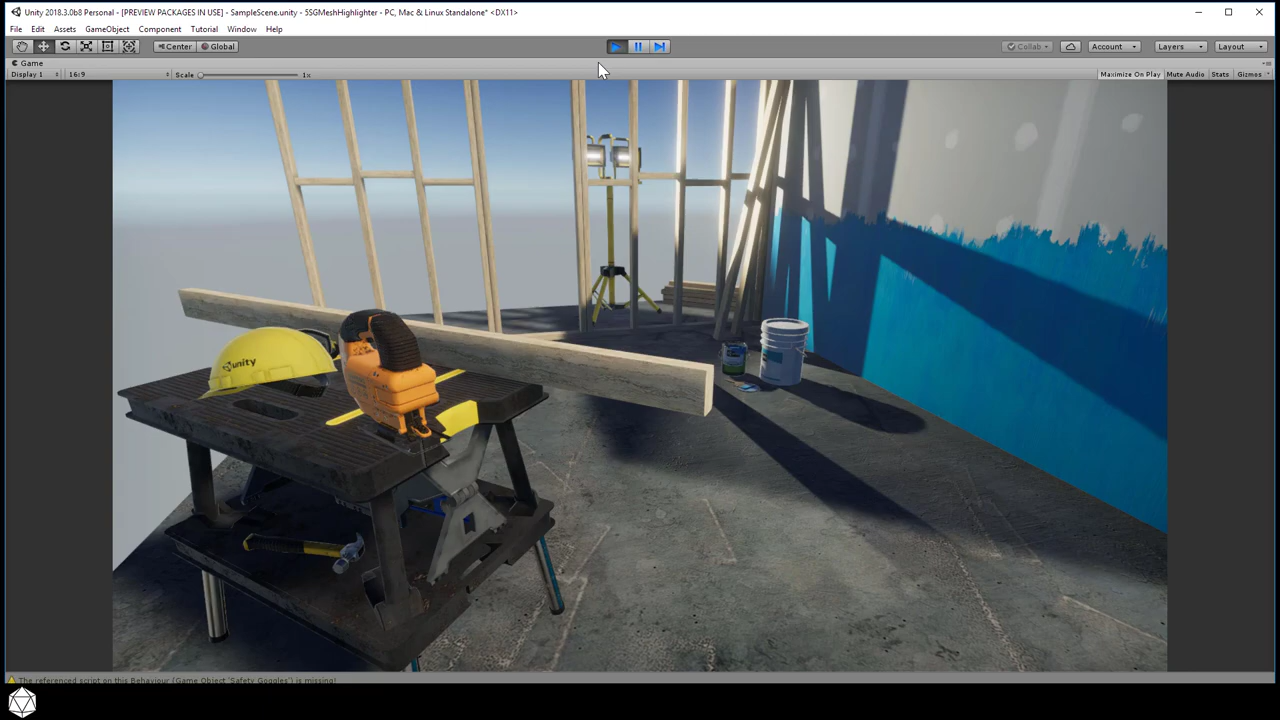 Unity 2018.3.0b8 Personal - [PREVIEW PACKAGES IN USE] - SampleScene.unity - 5SGMeshHighlighter - PC, Mac & Linux Standalone* <DX11>
File Edit Assets GameObject Component Tutorial Window Help
Center Global Collab Account Layers Layout
Game
Display 1 16:9 Scale 1x Maximize On Play Mute Audio Stats Gizmos
unity
The referenced script on this Behaviour (Game Object 'Safety Goggles') is missing!